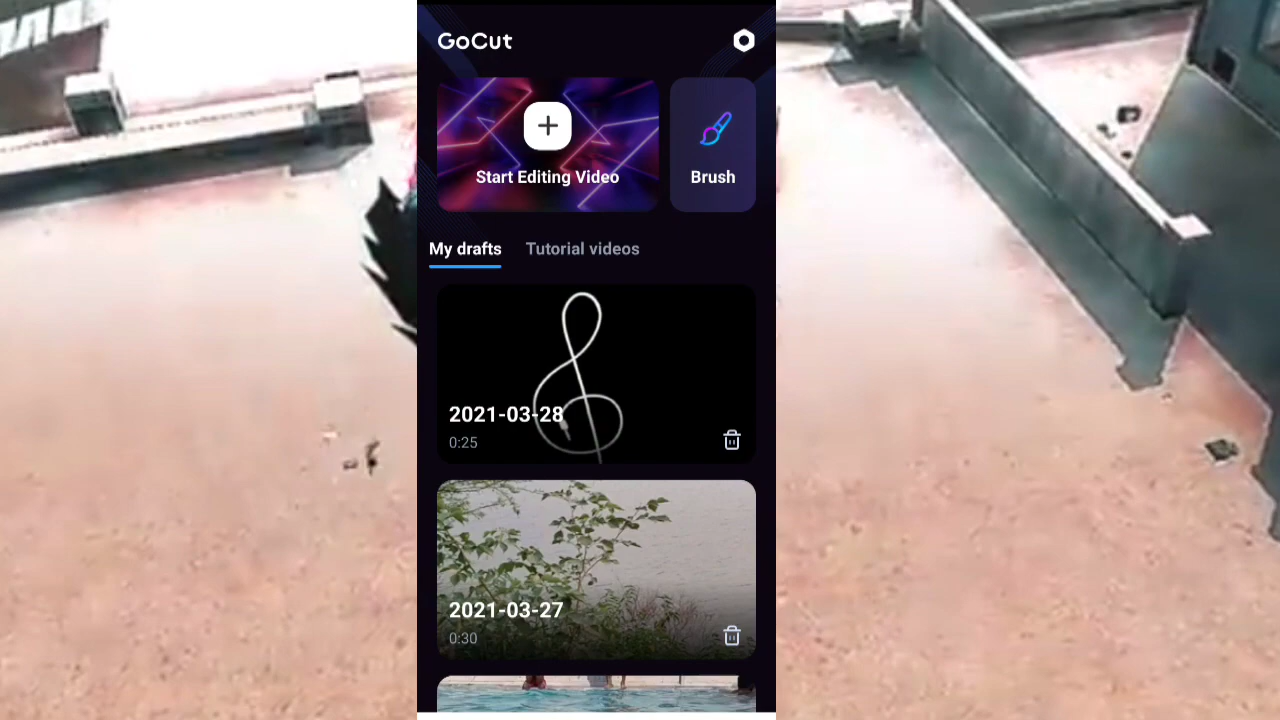 GoCut
Start Editing Video
Brush
My drafts
Tutorial videos
2021-03-28
0:25
2021-03-27
0:30